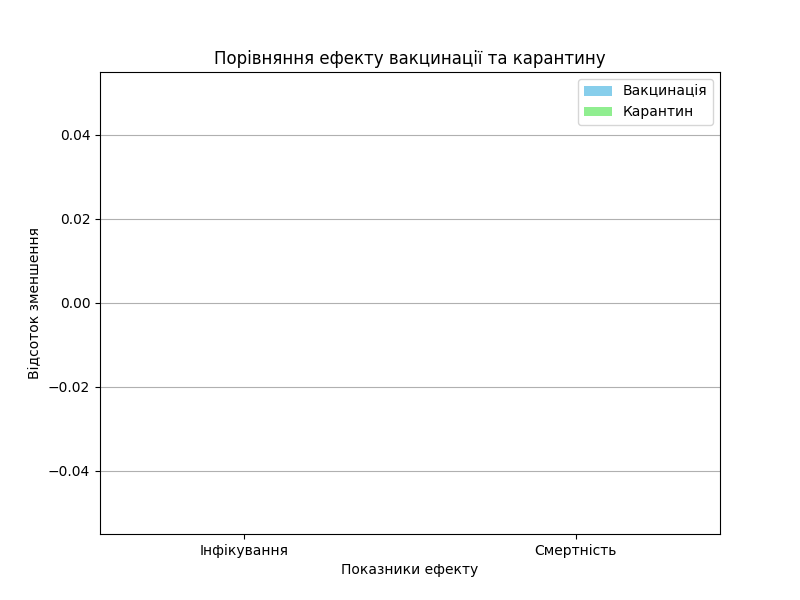 Порівняння ефекту вакцинації та карантину
Вакцинація
Карантин
0.04
0.02
0.00
−0.02
−0.04
Відсоток зменшення
Інфікування
Смертність
Показники ефекту